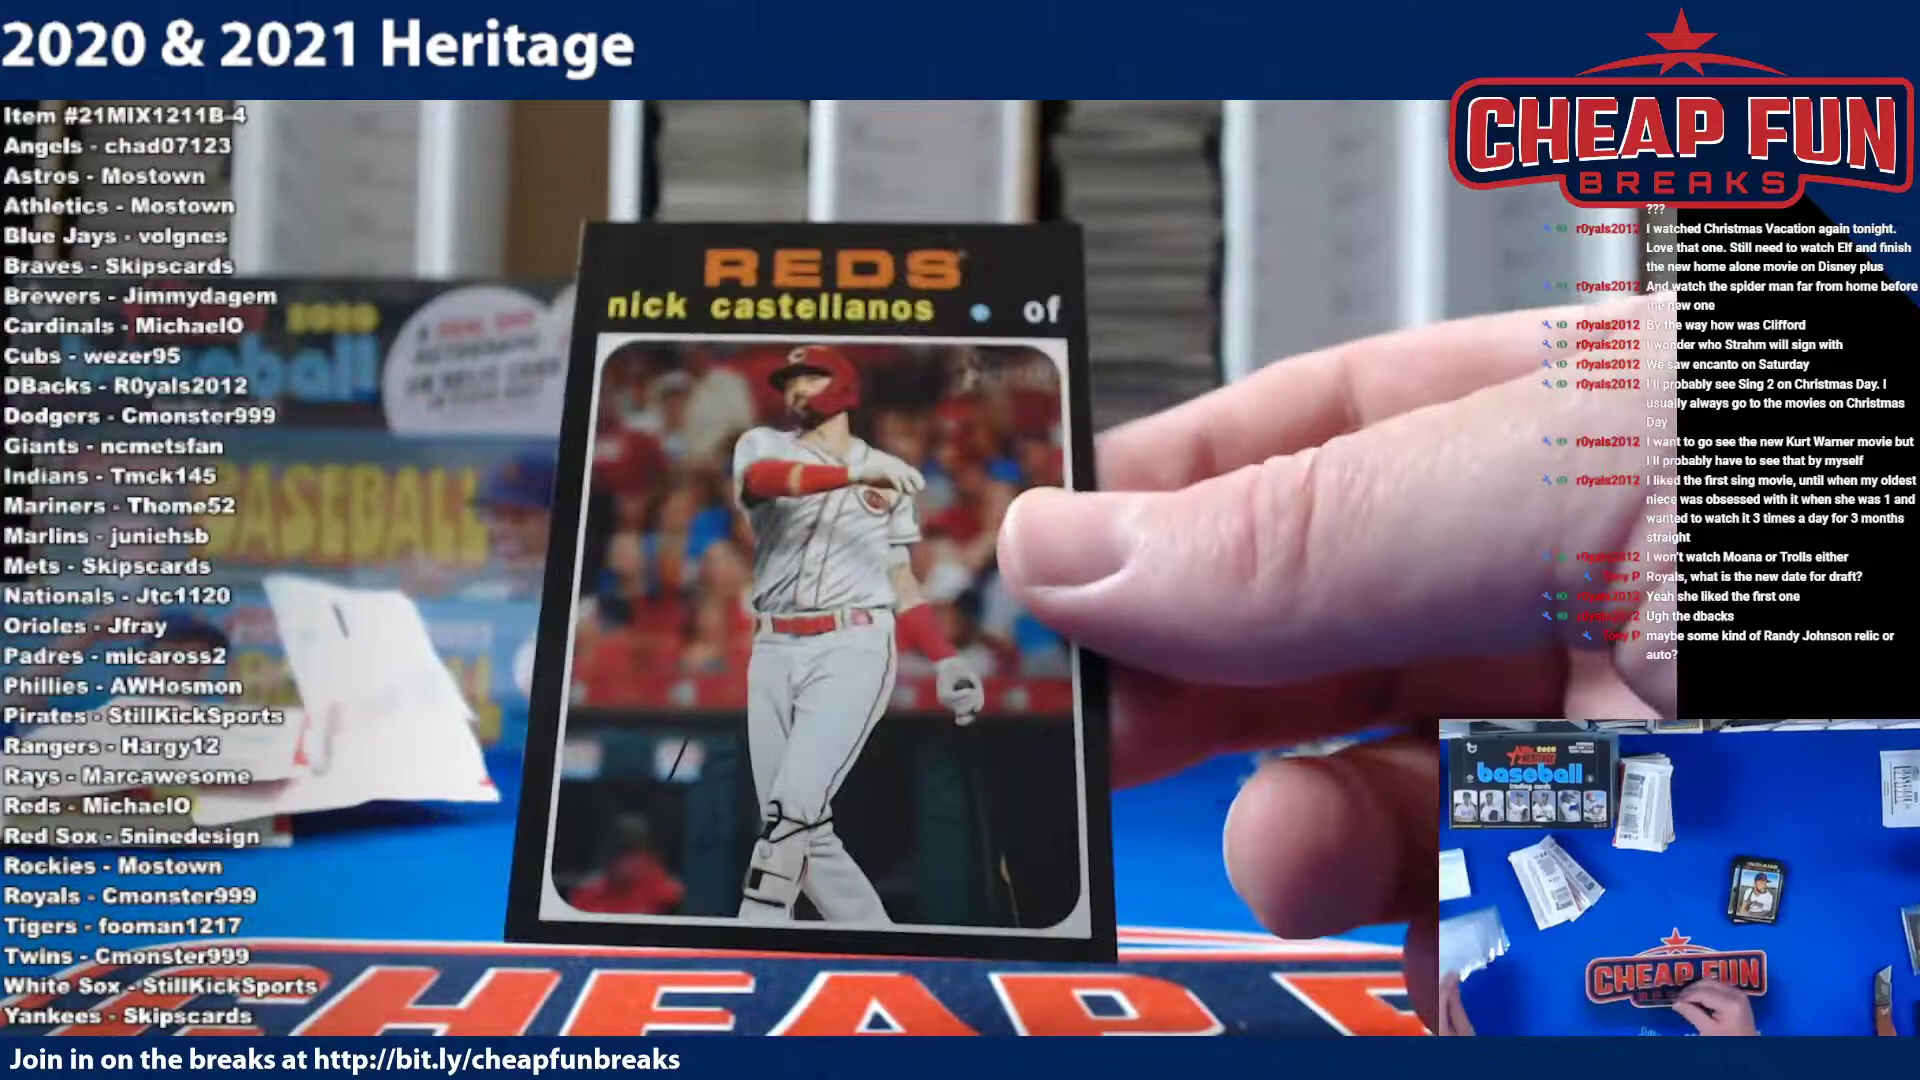 2020 & 2021 Heritage
CHEAP FUN
BREAKS
Item #21MIX1211B-4
Angels - chad07123
Astros - Mostown
Athletics - Mostown
Blue Jays - volgnes
Braves - Skipscards
Brewers - Jimmydagem
Cardinals - MichaelO
Cubs - wezer95
DBacks - R0yals2012
Dodgers - Cmonster999
Giants - ncmetsfan
Indians - Tmck145
Mariners - Thome52
Marlins - juniehsb
Mets - Skipscards
Nationals - Jtc1120
Orioles - Jfray
Padres - micaross2
Phillies - AWHosmon
Pirates - StillKickSports
Rangers - Hargy12
Rays - Marcawesome
Reds - MichaelO
Red Sox - 5ninedesign
Rockies - Mostown
Royals - Cmonster999
Tigers - fooman1217
Twins - Cmonster999
White Sox - StillKickSports
Yankees - Skipscards
REDS
nick castellanos • of
2020
BASEBALL
CHEAP F
???
r0yals2012 I watched Christmas Vacation again tonight.
Love that one. Still need to watch Elf and finish
the new home alone movie on Disney plus
r0yals2012 And watch the spider man far from home before
the new one
r0yals2012 By the way how was Clifford
r0yals2012 I wonder who Strahm will sign with
r0yals2012 We saw encanto on Saturday
r0yals2012 I'll probably see Sing 2 on Christmas Day. I
usually always go to the movies on Christmas
Day
r0yals2012 I want to go see the new Kurt Warner movie but
I'll probably have to see that by myself
r0yals2012 I liked the first sing movie, until when my oldest
niece was obsessed with it when she was 1 and
wanted to watch it 3 times a day for 3 months
straight
r0yals2012 I won't watch Moana or Trolls either
Tony P Royals, what is the new date for draft?
r0yals2012 Yeah she liked the first one
r0yals2012 Ugh the dbacks
Tony P maybe some kind of Randy Johnson relic or
auto?
2020
baseball
trading cards
INDIANS
CHEAP FUN
Join in on the breaks at http://bit.ly/cheapfunbreaks